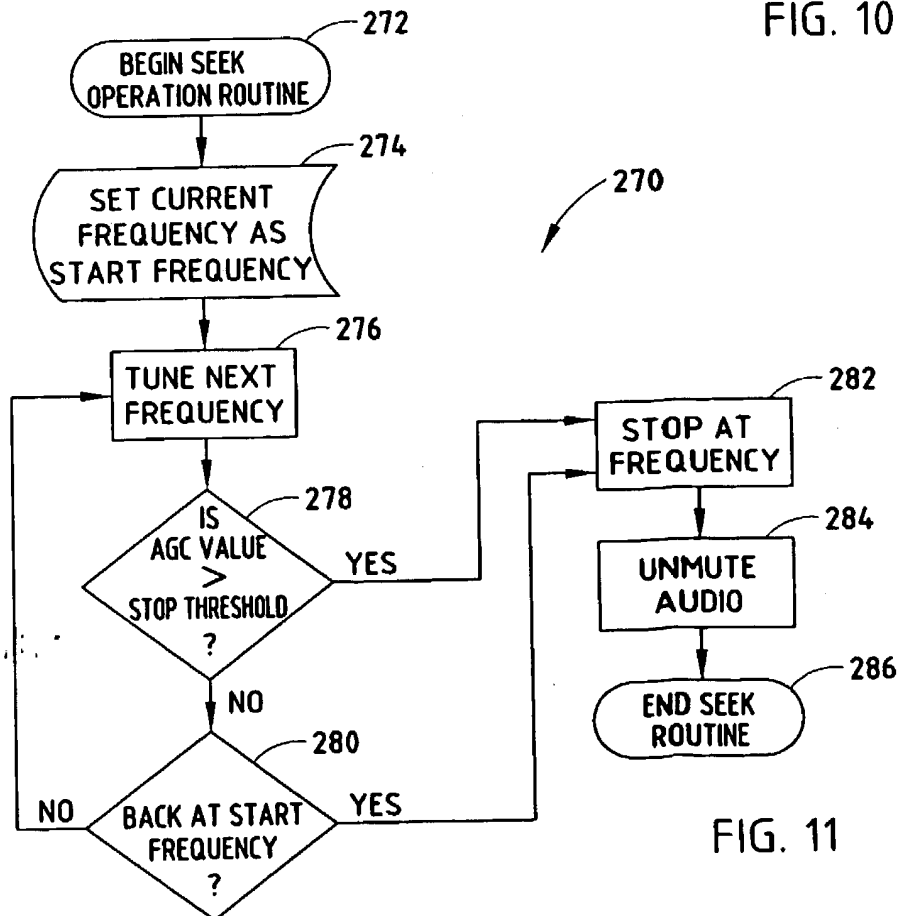 FIG. 10
272
BEGIN SEEK
OPERATION ROUTINE
274
SET CURRENT
FREQUENCY AS
START FREQUENCY
270
276
TUNE NEXT
FREQUENCY
282
STOP AT
FREQUENCY
278
IS
AGC VALUE
>
STOP THRESHOLD
?
YES
284
UNMUTE
AUDIO
NO
286
END SEEK
ROUTINE
280
BACK AT START
FREQUENCY
?
NO
YES
FIG. 11